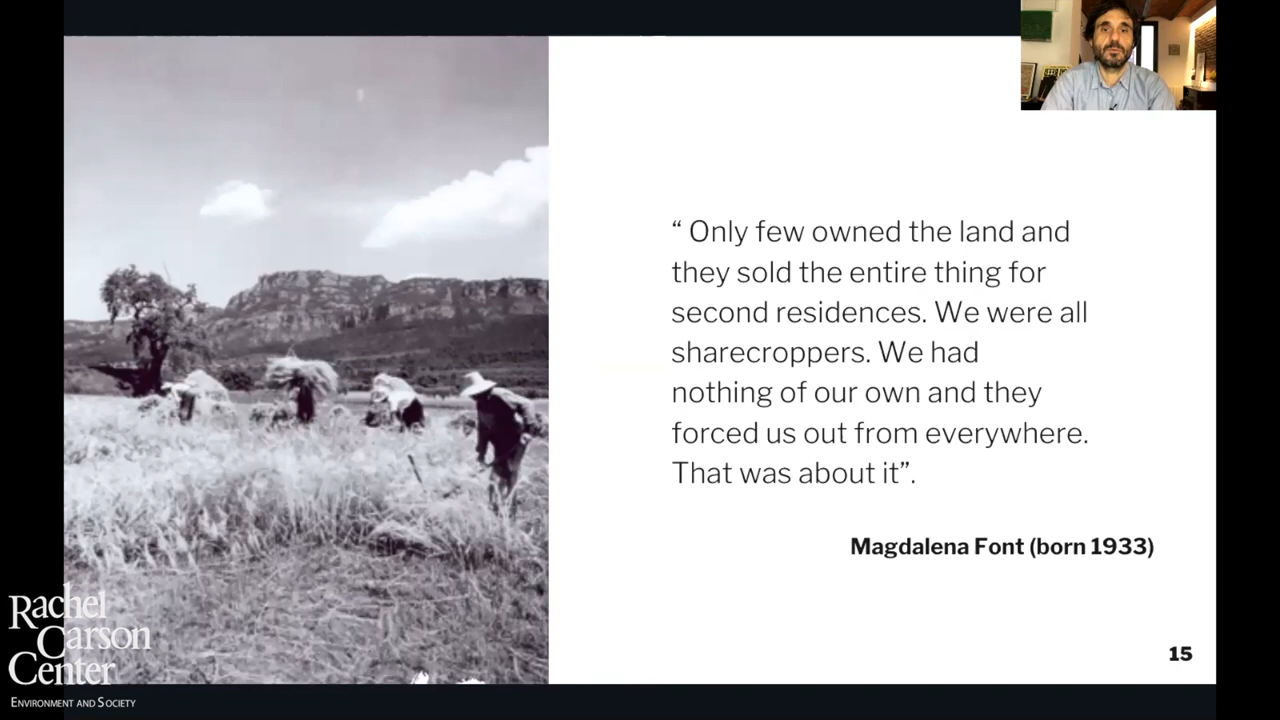 “ Only few owned the land and
they sold the entire thing for
second residences. We were all
sharecroppers. We had
nothing of our own and they
forced us out from everywhere.
That was about it”.
Magdalena Font (born 1933)
15
Rachel
Carson
Center
ENVIRONMENT AND SOCIETY